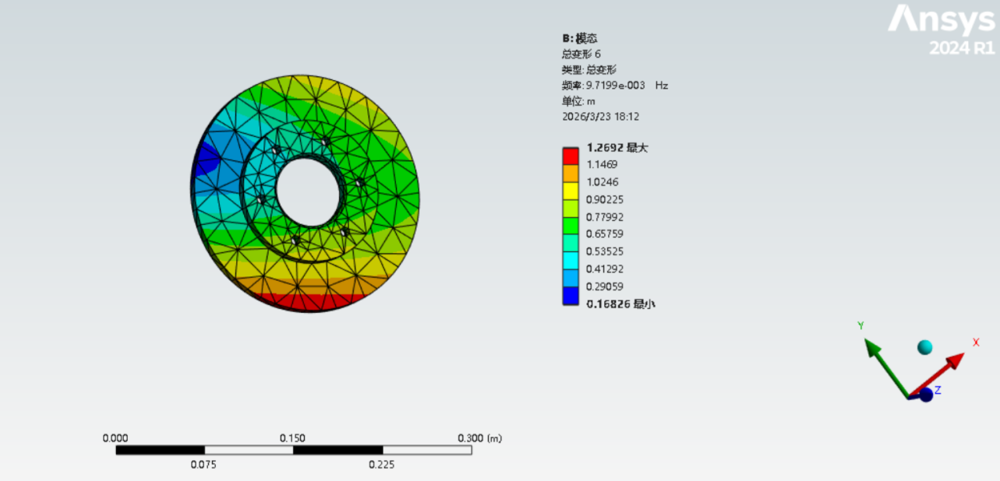 Ansys
2024 R1
B: 模态
总变形 6
类型: 总变形
频率: 9.7199e-003 Hz
单位: m
2026/3/23 18:12
1.2692 最大
1.1469
1.0246
0.90225
0.77992
0.65759
0.53525
0.41292
0.29059
0.16826 最小
Y
X
Z
0.000
0.150
0.300 (m)
0.075
0.225